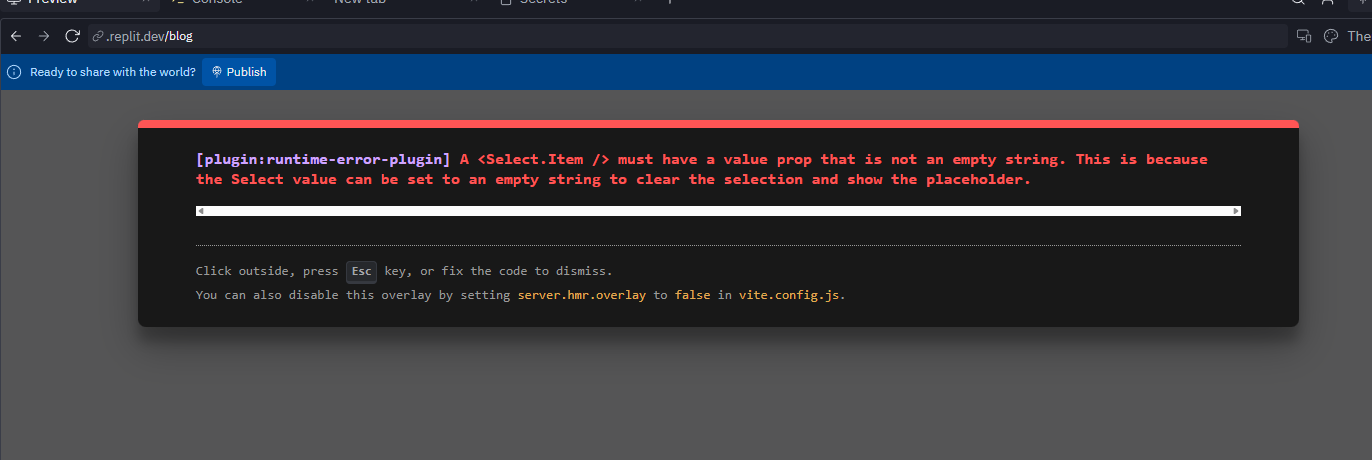 Preview Console New tab Secrets
.replit.dev/blog The
Ready to share with the world? Publish
[plugin:runtime-error-plugin] A <Select.Item /> must have a value prop that is not an empty string. This is because
the Select value can be set to an empty string to clear the selection and show the placeholder.
Click outside, press Esc key, or fix the code to dismiss.
You can also disable this overlay by setting server.hmr.overlay to false in vite.config.js.